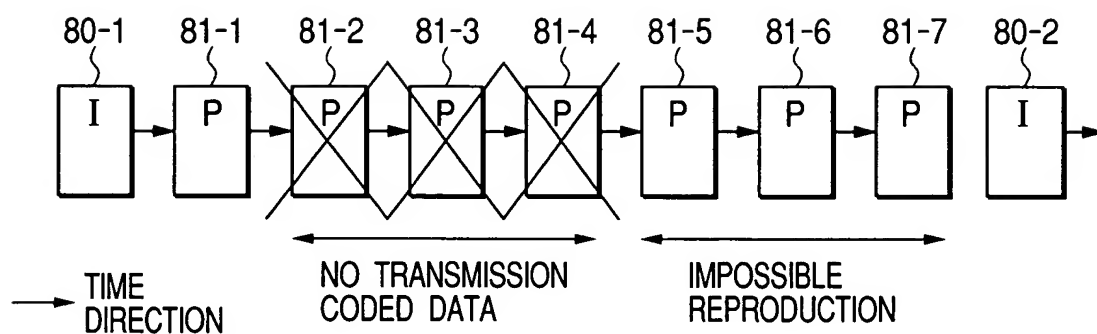 80-1 81-1 81-2 81-3 81-4 81-5 81-6 81-7 80-2
I P P P P P P P I
NO TRANSMISSION
CODED DATA
IMPOSSIBLE
REPRODUCTION
TIME
DIRECTION